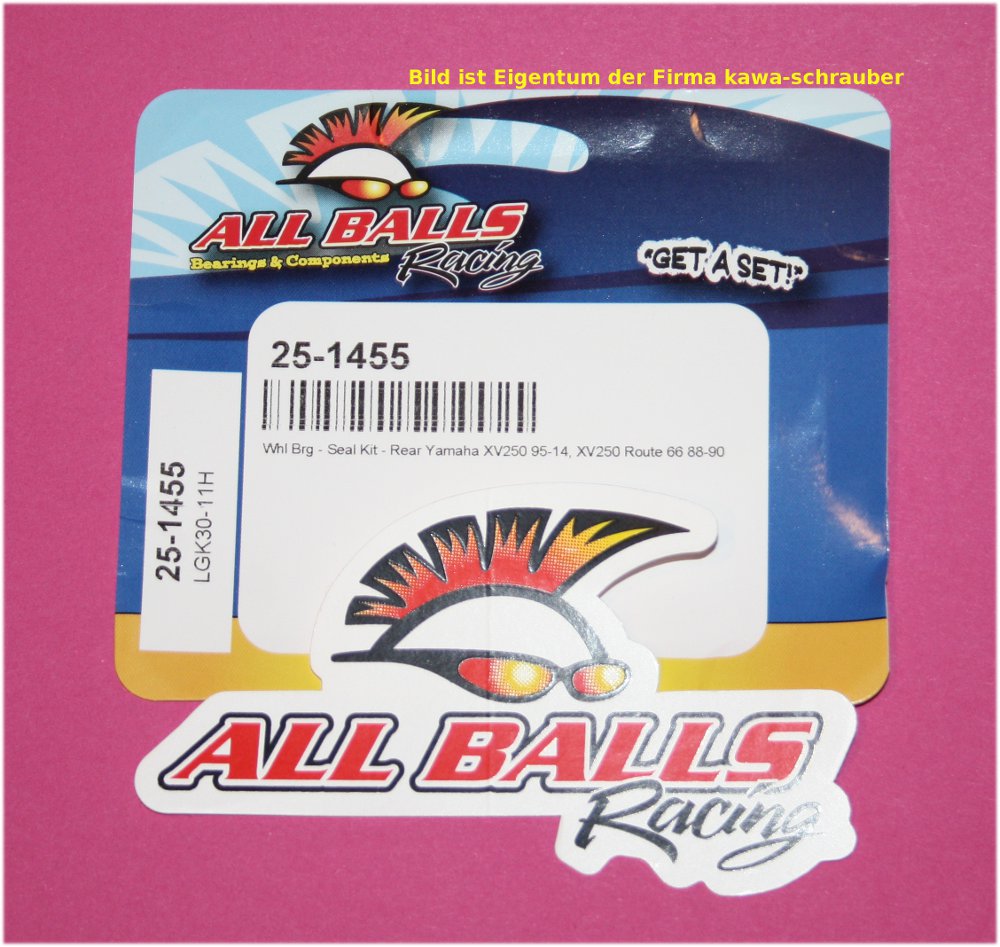 Bild ist Eigentum der Firma kawa-schrauber
ALL BALLS
Bearings & Components
Racing
"GET A SET!"
25-1455
Whl Brg - Seal Kit - Rear Yamaha XV250 95-14, XV250 Route 66 88-90
25-1455
LGK30-11H
ALL BALLS
Racing